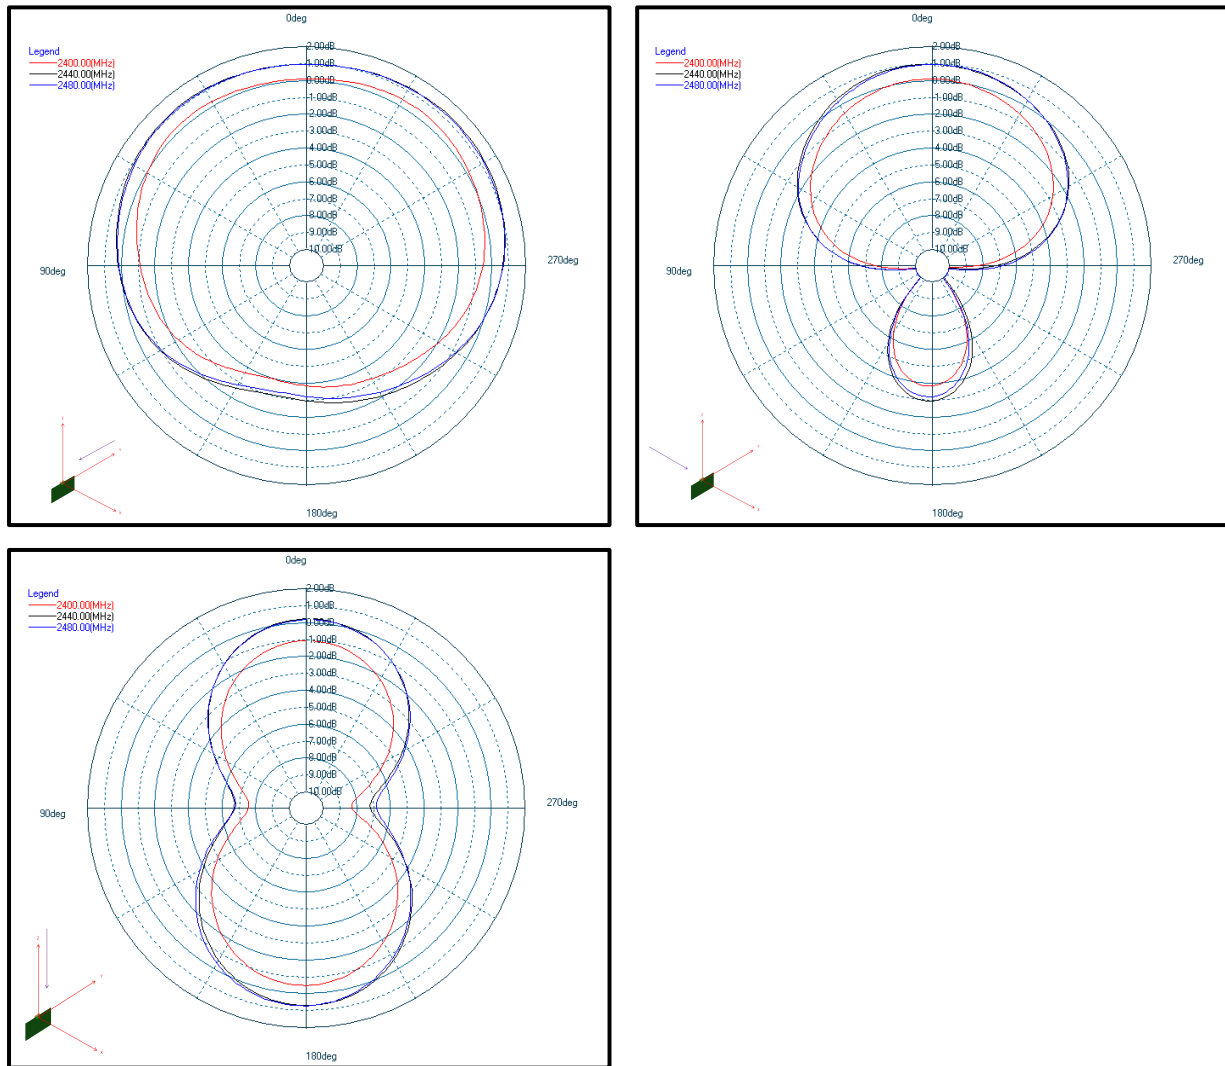 0deg
Legend
2400.00(MHz)
2440.00(MHz)
2480.00(MHz)
2.00dB
1.00dB
0.00dB
1.00dB
2.00dB
3.00dB
4.00dB
5.00dB
6.00dB
7.00dB
8.00dB
9.00dB
10.00dB
90deg
270deg
180deg
0deg
Legend
2400.00(MHz)
2440.00(MHz)
2480.00(MHz)
2.00dB
1.00dB
0.00dB
1.00dB
2.00dB
3.00dB
4.00dB
5.00dB
6.00dB
7.00dB
8.00dB
9.00dB
10.00dB
90deg
270deg
180deg
0deg
Legend
2400.00(MHz)
2440.00(MHz)
2480.00(MHz)
2.00dB
1.00dB
0.00dB
1.00dB
2.00dB
3.00dB
4.00dB
5.00dB
6.00dB
7.00dB
8.00dB
9.00dB
10.00dB
90deg
270deg
180deg